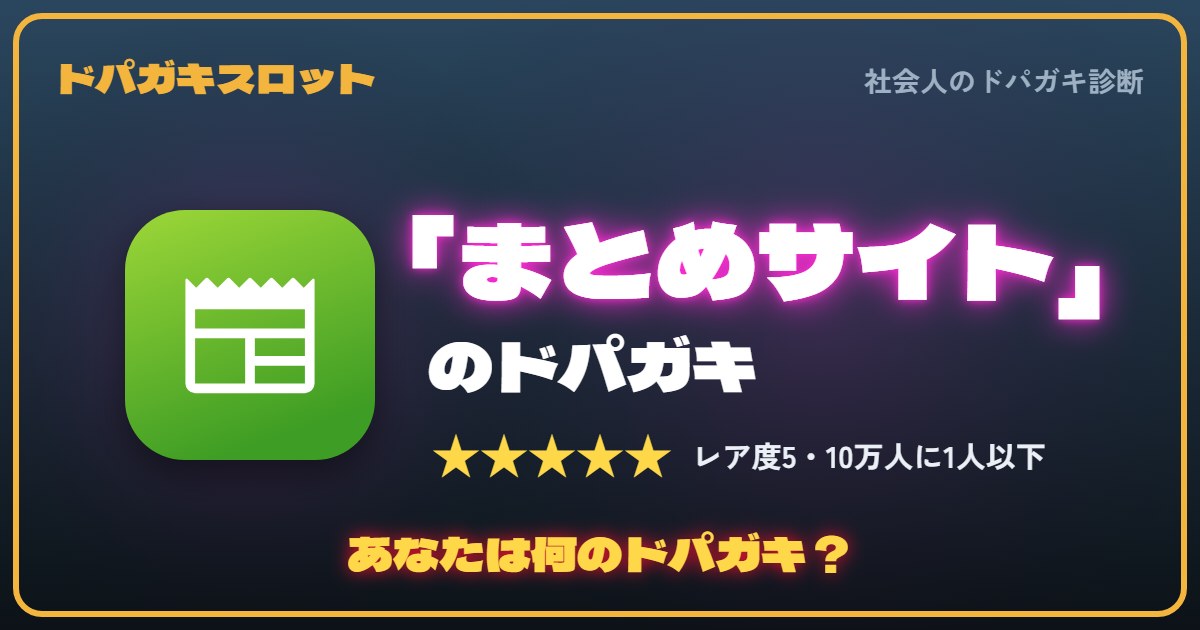 ドパガキスロット
社会人のドパガキ診断
「まとめサイト」
のドパガキ
★★★★★ レア度5・10万人に1人以下
あなたは何のドパガキ？